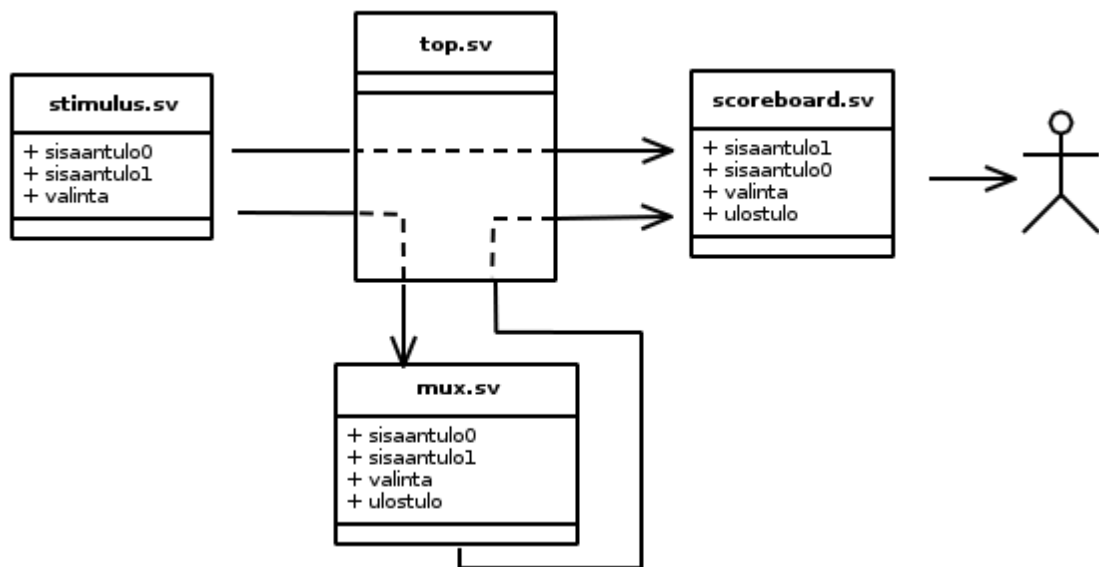 top.sv
stimulus.sv
+ sisaantulo0
+ sisaantulo1
+ valinta
scoreboard.sv
+ sisaantulo1
+ sisaantulo0
+ valinta
+ ulostulo
mux.sv
+ sisaantulo0
+ sisaantulo1
+ valinta
+ ulostulo